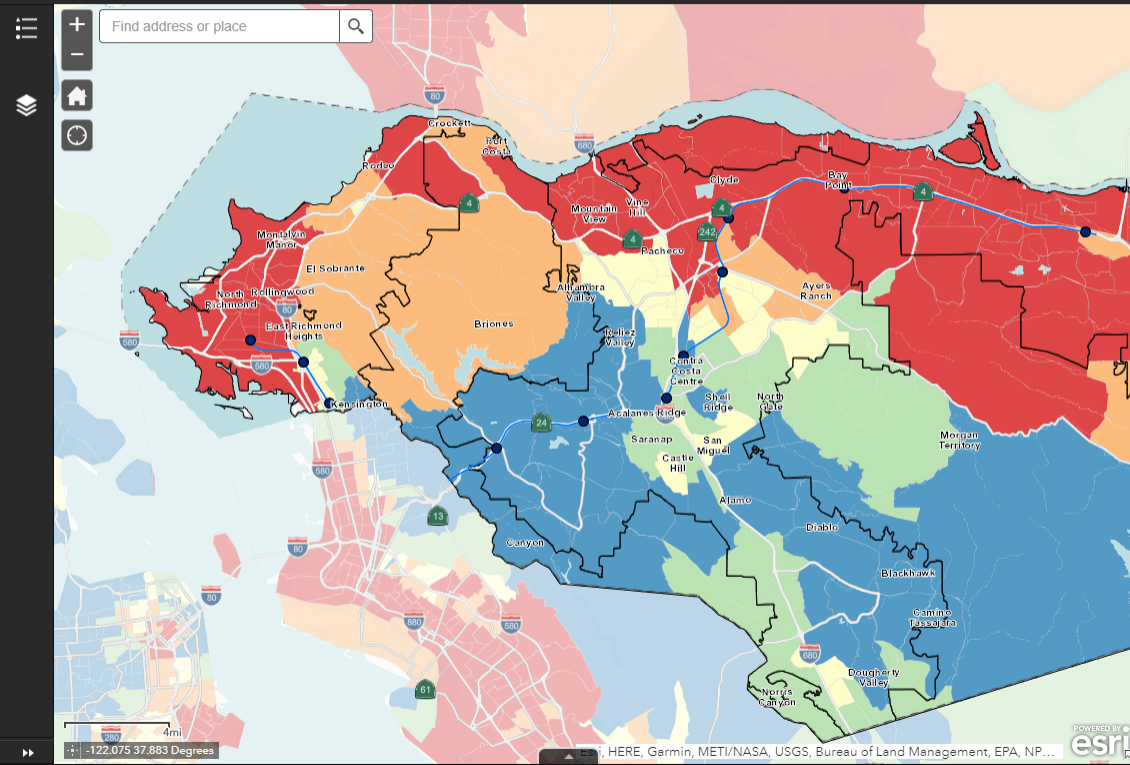 +
Find address or place
−
80
Crockett
680
Port
Costa
Rodeo
4
Clyde
Bay
Point
4
Mountain
View
Vine
Hill
4
242
4
Pacheco
Montalvin
Manor
El Sobrante
North
Richmond
Rollingwood
80
Alhambra
Valley
Ayers
Ranch
East Richmond
Heights
Briones
580
580
Reliez
Valley
Contra
Costa
Centre
Kensington
24
Acalanes Ridge
Shell
Ridge
North
Gate
Saranap
San
Miguel
Morgan
Territory
Castle
Hill
580
Alamo
13
Diablo
80
Canyon
Blackhawk
80
880
580
Camino
Tassajara
680
Dougherty
Valley
61
Norris
Canyon
4mi
280
-122.075 37.883 Degrees
Esri, HERE, Garmin, METI/NASA, USGS, Bureau of Land Management, EPA, NP...
POWERED BY
esri